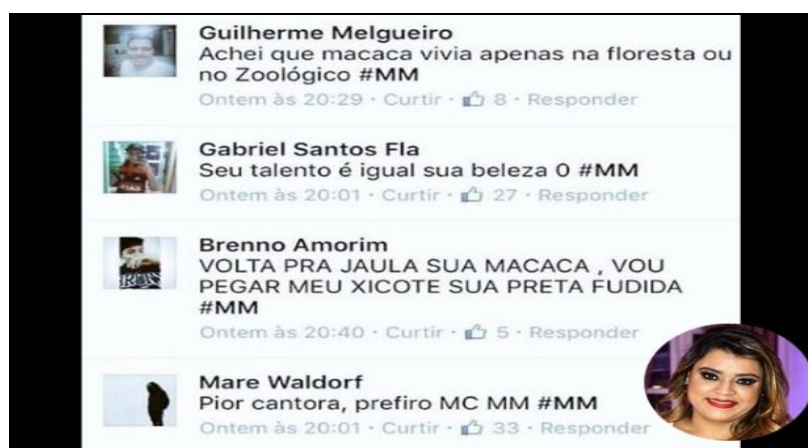 Guilherme Melgueiro
Achei que macaca vivia apenas na floresta ou
no Zoológico #MM
Ontem às 20:29 · Curtir · 8 · Responder
Gabriel Santos Fla
Seu talento é igual sua beleza 0 #MM
Ontem às 20:01 · Curtir · 27 · Responder
Brenno Amorim
VOLTA PRA JAULA SUA MACACA , VOU
PEGAR MEU XICOTE SUA PRETA FUDIDA
#MM
Ontem às 20:40 · Curtir · 5 · Responder
Mare Waldorf
Pior cantora, prefiro MC MM #MM
Ontem às 20:01 · Curtir · 33 · Responder